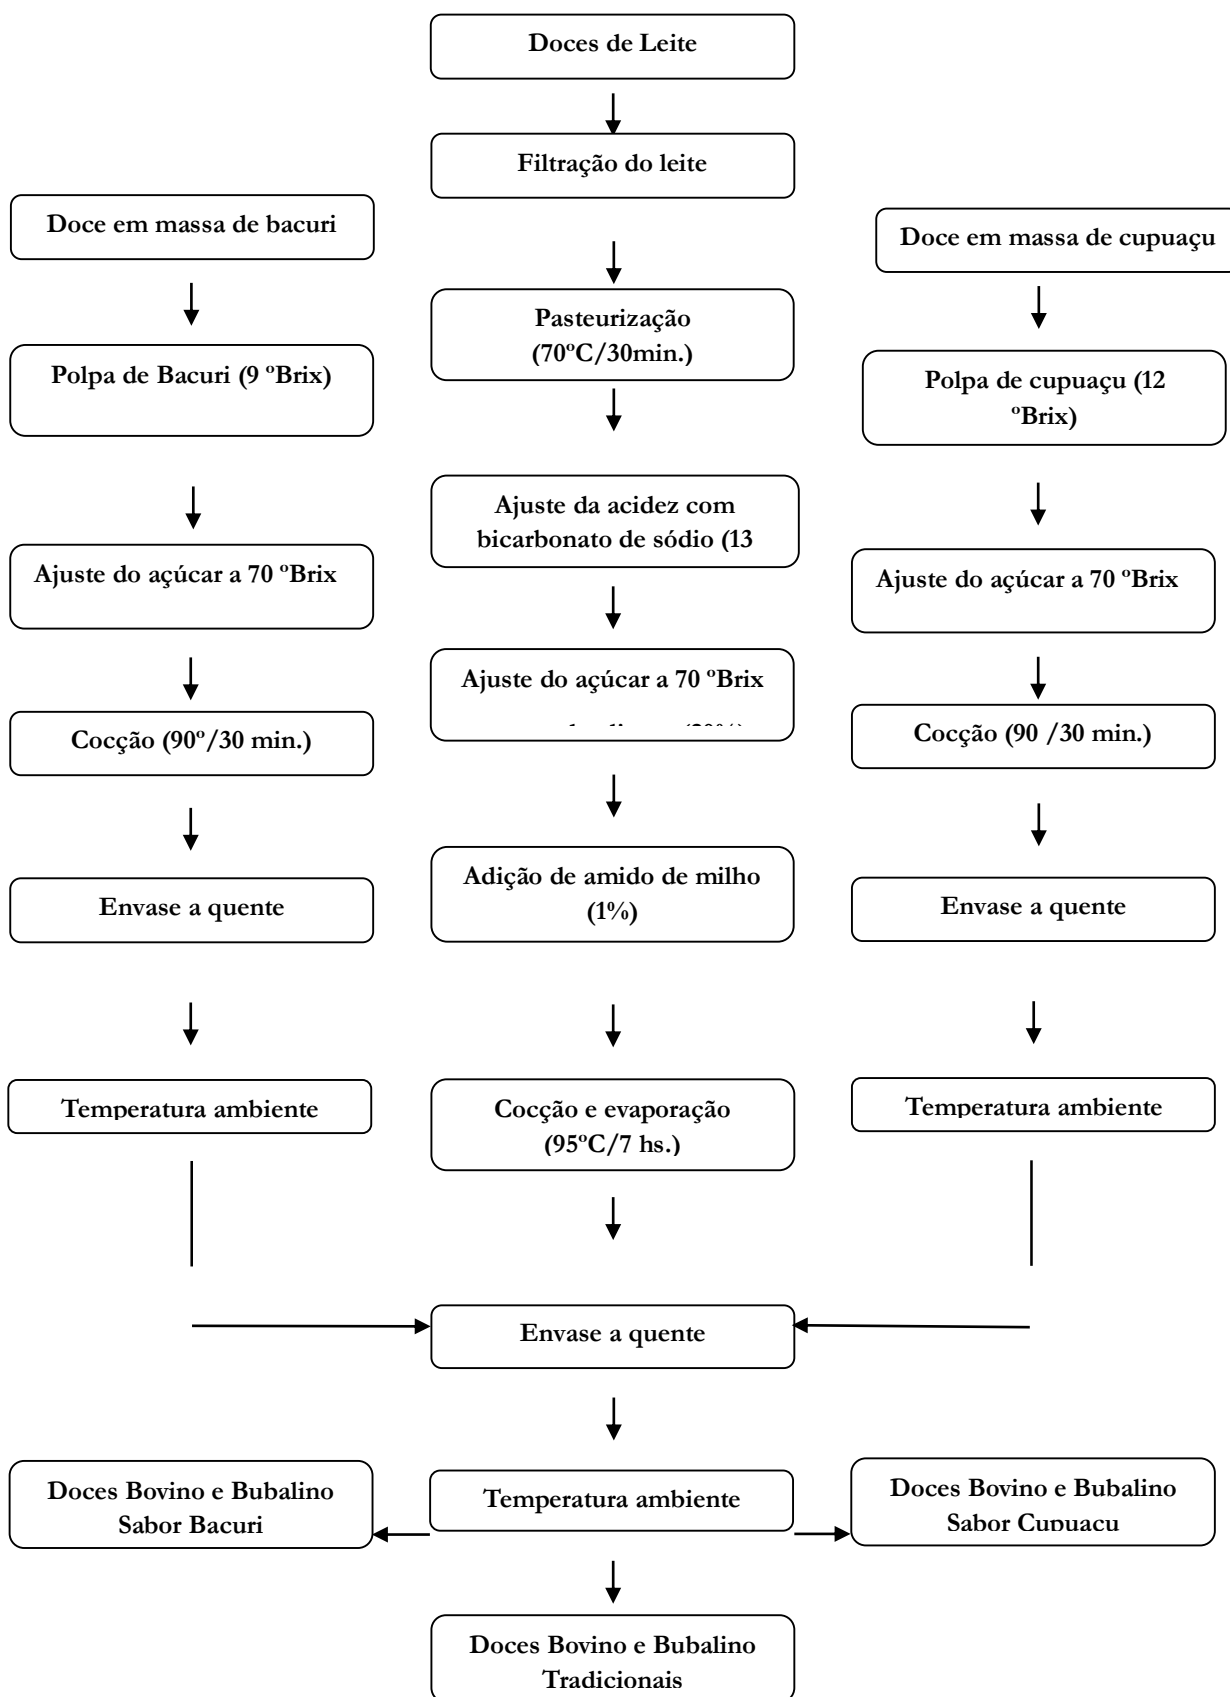 Doces de Leite
Filtração do leite
Doce em massa de bacuri
Doce em massa de cupuaçu
Pasteurização
(70ºC/30min.)
Polpa de Bacuri (9 ºBrix)
Polpa de cupuaçu (12
ºBrix)
Ajuste da acidez com
bicarbonato de sódio (13
Ajuste do açúcar a 70 ºBrix
Ajuste do açúcar a 70 ºBrix
Ajuste do açúcar a 70 ºBrix
Cocção (90º/30 min.)
Cocção (90 /30 min.)
Adição de amido de milho
(1%)
Envase a quente
Envase a quente
Temperatura ambiente
Cocção e evaporação
(95ºC/7 hs.)
Temperatura ambiente
Envase a quente
Doces Bovino e Bubalino
Sabor Bacuri
Temperatura ambiente
Doces Bovino e Bubalino
Sabor Cupuaçu
Doces Bovino e Bubalino
Tradicionais